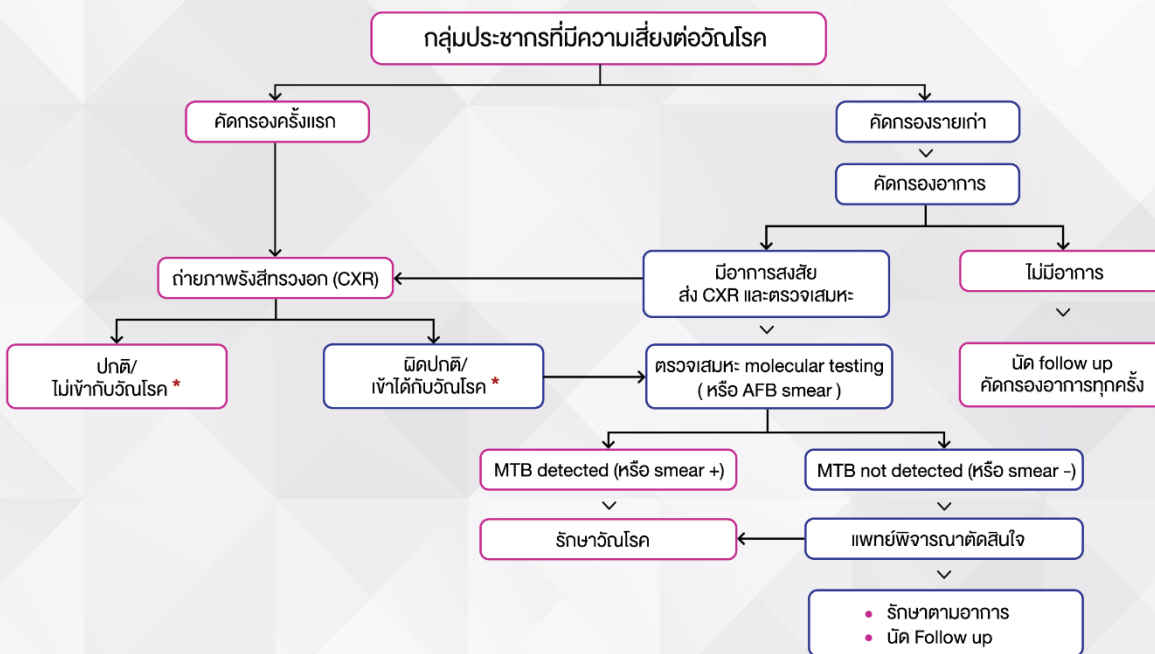 กลุ่มประชากรที่มีความเสี่ยงต่อวัณโรค
คัดกรองครั้งแรก
คัดกรองรายเก่า
คัดกรองอาการ
ถ่ายภาพรังสีทรวงอก (CXR)
มีอาการสงสัย
ส่ง CXR และตรวจเสมหะ
ไม่มีอาการ
ปกติ/
ไม่เข้ากับวัณโรค *
ผิดปกติ/
เข้าได้กับวัณโรค *
ตรวจเสมหะ molecular testing
( หรือ AFB smear )
นัด follow up
คัดกรองอาการทุกครั้ง
MTB detected (หรือ smear +)
MTB not detected (หรือ smear -)
รักษาวัณโรค
แพทย์พิจารณาตัดสินใจ
• รักษาตามอาการ
• นัด Follow up